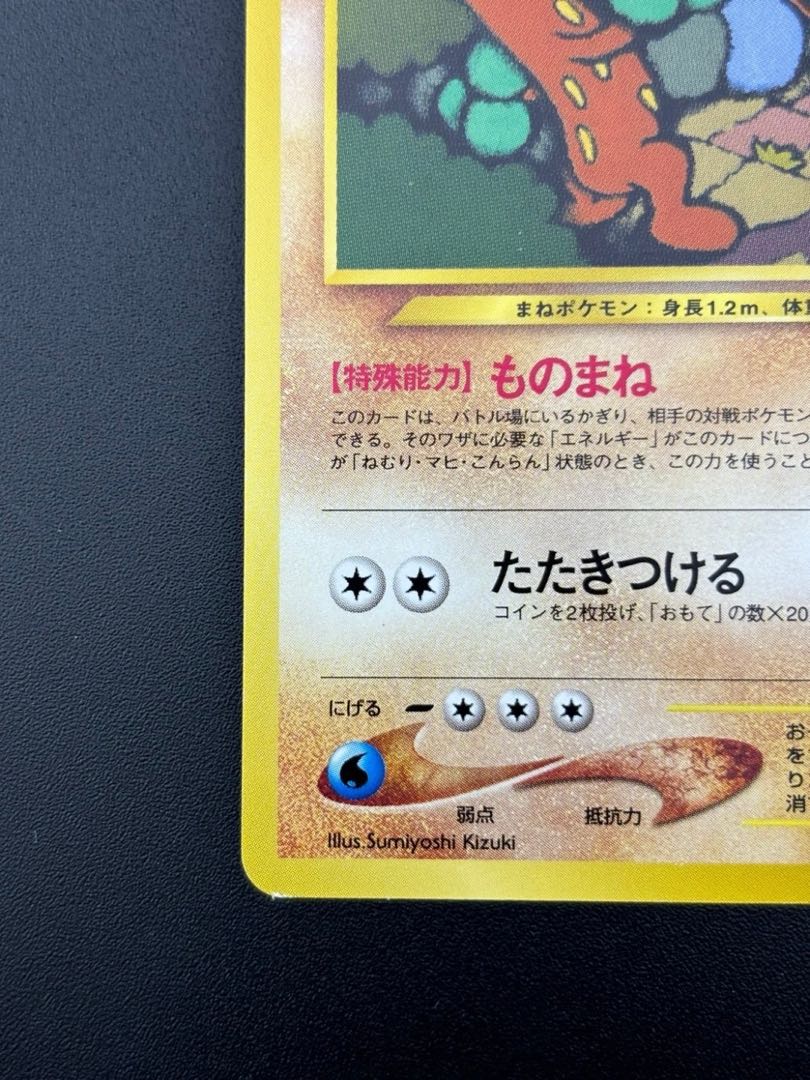 まねポケモン：身長1.2m、体
【特殊能力】ものまね
このカードは、バトル場にいるかぎり、相手の対戦ポケモン
できる。そのワザに必要な「エネルギー」がこのカードにつ
が「ねむり・マヒ・こんらん」状態のとき、この力を使うこと
たたきつける
コインを2枚投げ、「おもて」の数×20
にげる
弱点
抵抗力
Illus.Sumiyoshi Kizuki
お
を
り
消